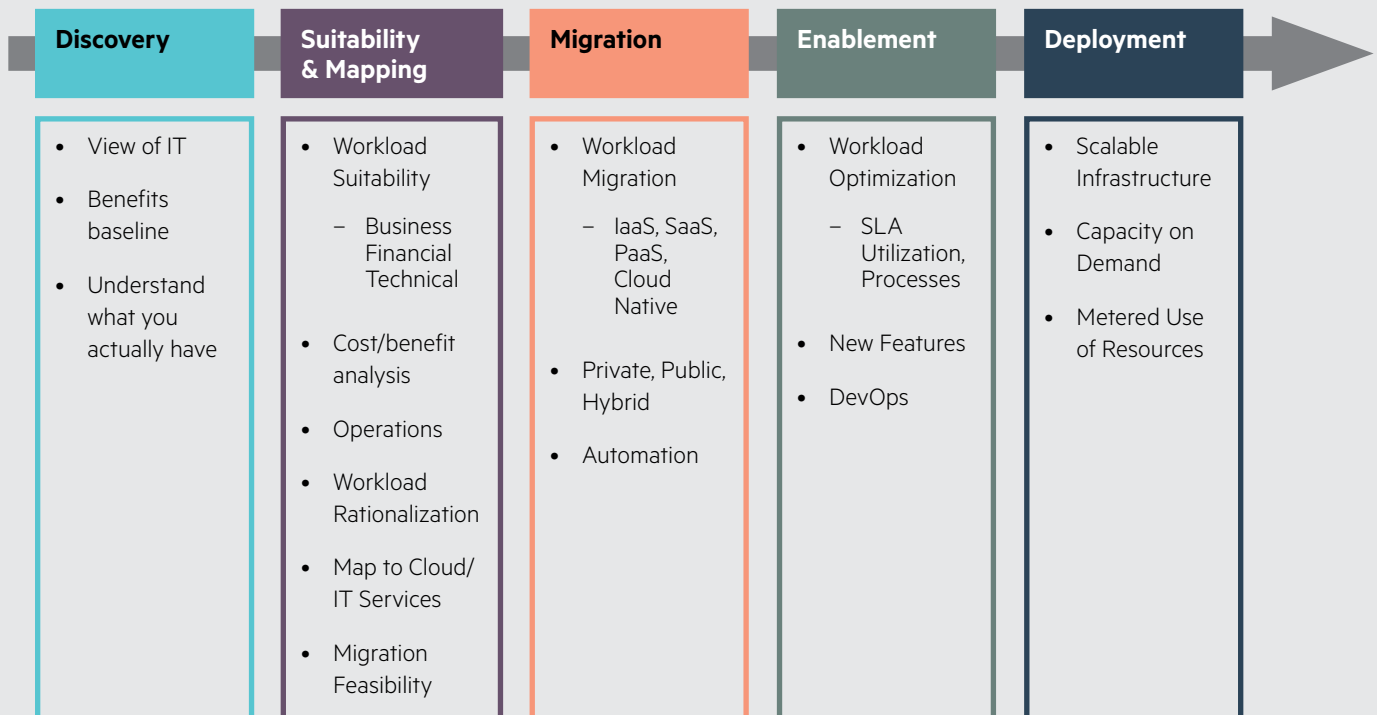 Discovery
Suitability
& Mapping
Migration
Enablement
Deployment
• View of IT
• Benefits
baseline
• Understand
what you
actually have
• Workload
Suitability
– Business
Financial
Technical
• Cost/benefit
analysis
• Operations
• Workload
Rationalization
• Map to Cloud/
IT Services
• Migration
Feasibility
• Workload
Migration
– IaaS, SaaS,
PaaS,
Cloud
Native
• Private, Public,
Hybrid
• Automation
• Workload
Optimization
– SLA
Utilization,
Processes
• New Features
• DevOps
• Scalable
Infrastructure
• Capacity on
Demand
• Metered Use
of Resources